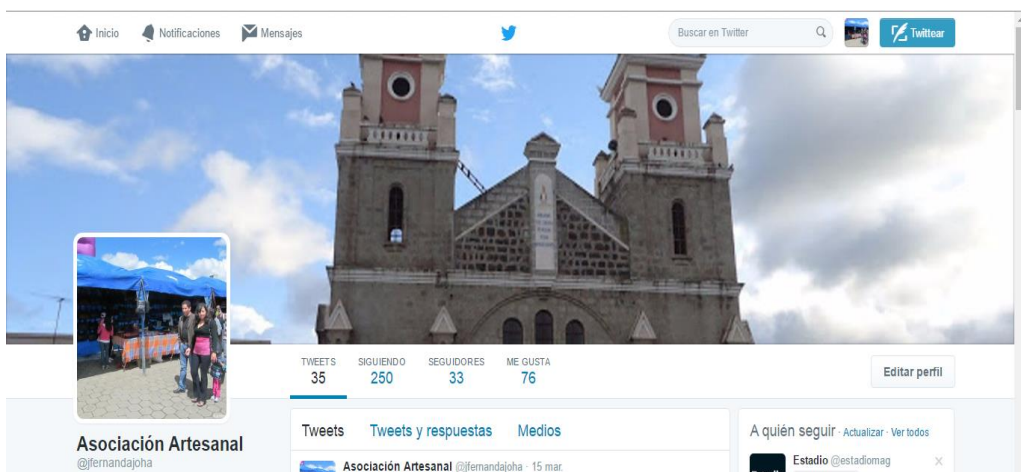 Inicio Notificaciones Mensajes Buscar en Twitter Twittear
TWEETS SIGUIENDO SEGUIDORES ME GUSTA
35 250 33 76
Editar perfil
Asociación Artesanal
@jfernandajoha
Tweets Tweets y respuestas Medios
Asociación Artesanal @jfernandajoha · 15 mar.
A quién seguir · Actualizar · Ver todos
Estadio @estadiomag